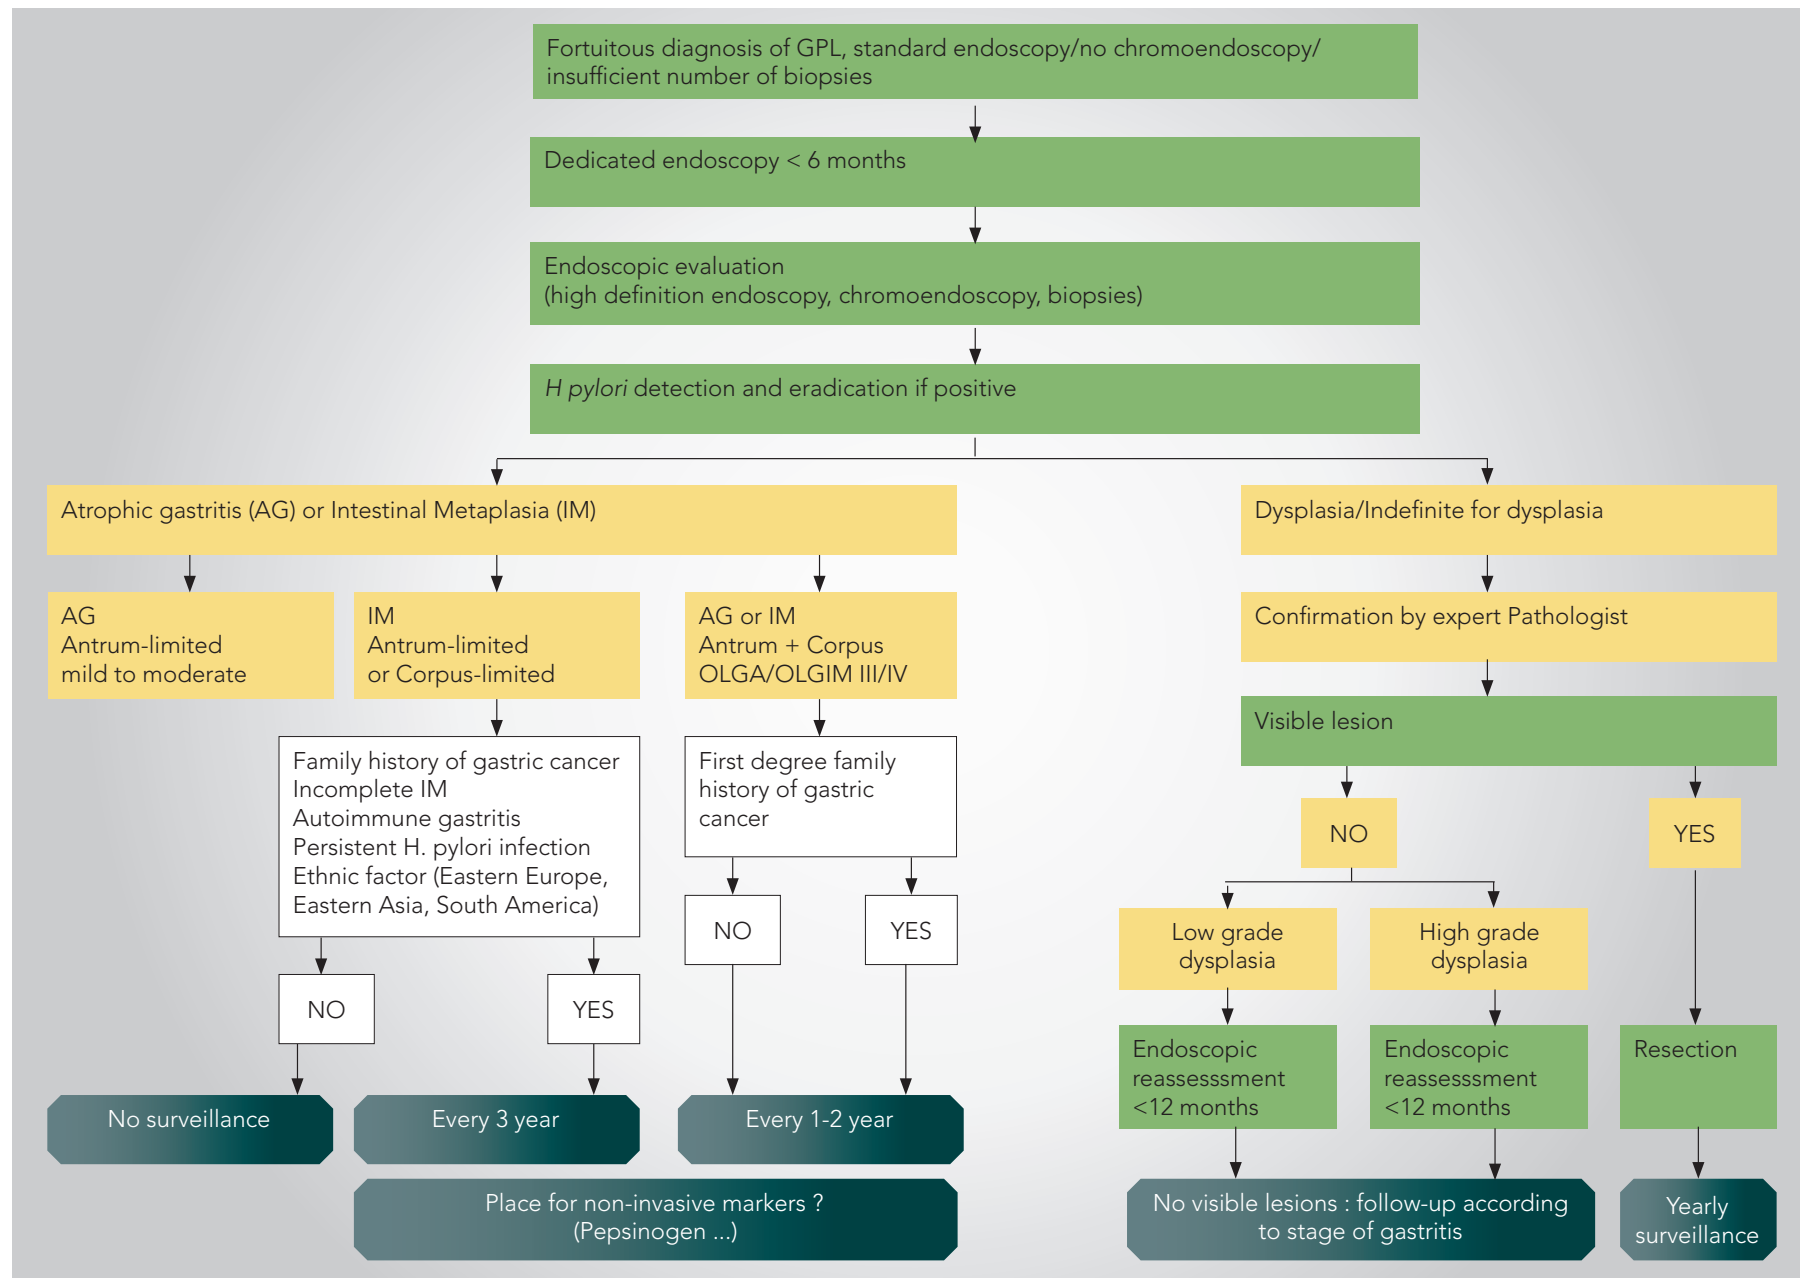 Fortuitous diagnosis of GPL, standard endoscopy/no chromoendoscopy/
insufficient number of biopsies
Dedicated endoscopy < 6 months
Endoscopic evaluation
(high definition endoscopy, chromoendoscopy, biopsies)
H pylori detection and eradication if positive
Atrophic gastritis (AG) or Intestinal Metaplasia (IM)
AG
Antrum-limited
mild to moderate
IM
Antrum-limited
or Corpus-limited
AG or IM
Antrum + Corpus
OLGA/OLGIM III/IV
Family history of gastric cancer
Incomplete IM
Autoimmune gastritis
Persistent H. pylori infection
Ethnic factor (Eastern Europe,
Eastern Asia, South America)
First degree family
history of gastric
cancer
NO
YES
NO
YES
No surveillance
Every 3 year
Every 1-2 year
Place for non-invasive markers ?
(Pepsinogen ...)
Dysplasia/Indefinite for dysplasia
Confirmation by expert Pathologist
Visible lesion
NO
YES
Low grade
dysplasia
High grade
dysplasia
Endoscopic
reassesssment
<12 months
Endoscopic
reassesssment
<12 months
Resection
No visible lesions : follow-up according
to stage of gastritis
Yearly
surveillance